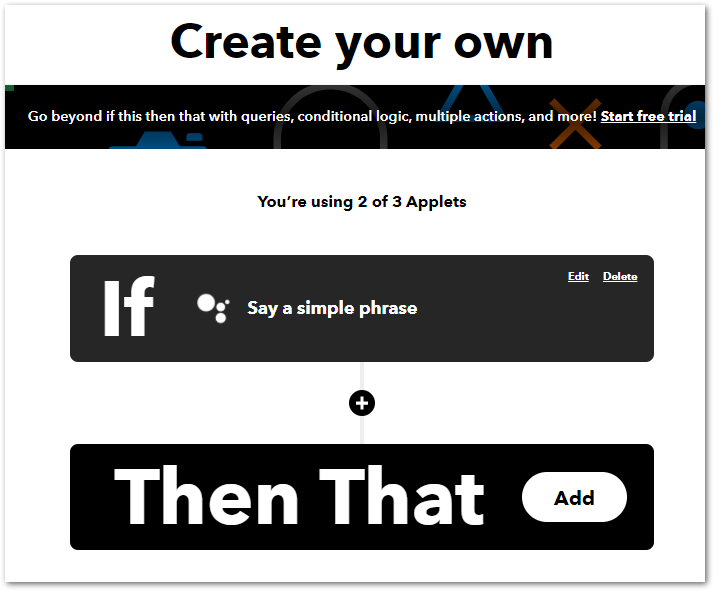 Create your own
Go beyond if this then that with queries, conditional logic, multiple actions, and more! Start free trial
You’re using 2 of 3 Applets
Edit Delete
If Say a simple phrase
Then That Add